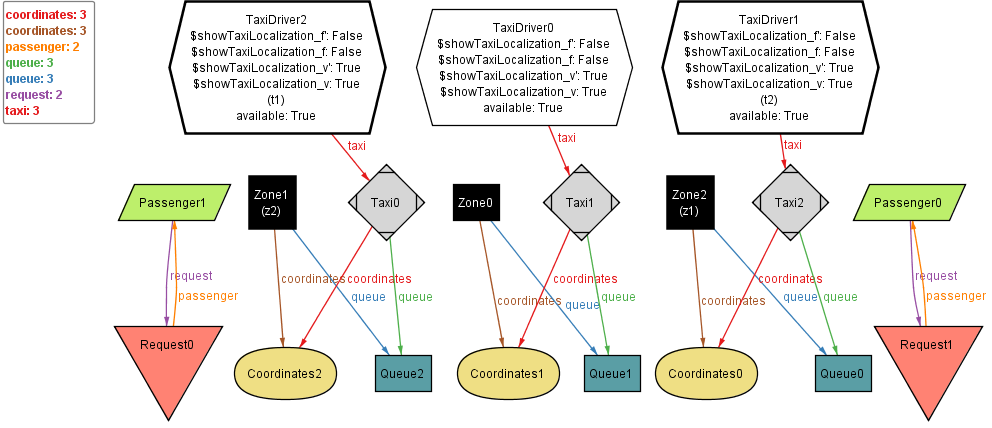 coordinates: 3
coordinates: 3
passenger: 2
queue: 3
queue: 3
request: 2
taxi: 3
TaxiDriver2
$showTaxiLocalization_f': False
$showTaxiLocalization_f: False
$showTaxiLocalization_v': True
$showTaxiLocalization_v: True
(t1)
available: True
TaxiDriver0
$showTaxiLocalization_f': False
$showTaxiLocalization_f: False
$showTaxiLocalization_v': True
$showTaxiLocalization_v: True
available: True
TaxiDriver1
$showTaxiLocalization_f': False
$showTaxiLocalization_f: False
$showTaxiLocalization_v': True
$showTaxiLocalization_v: True
(t2)
available: True
taxi
taxi
taxi
Passenger1
Zone1
(z2)
Taxi0
Zone0
Taxi1
Zone2
(z1)
Taxi2
Passenger0
request
passenger
coordinates
coordinates
queue
queue
coordinates
coordinates
queue
queue
coordinates
coordinates
queue
queue
request
passenger
Request0
Coordinates2
Queue2
Coordinates1
Queue1
Coordinates0
Queue0
Request1